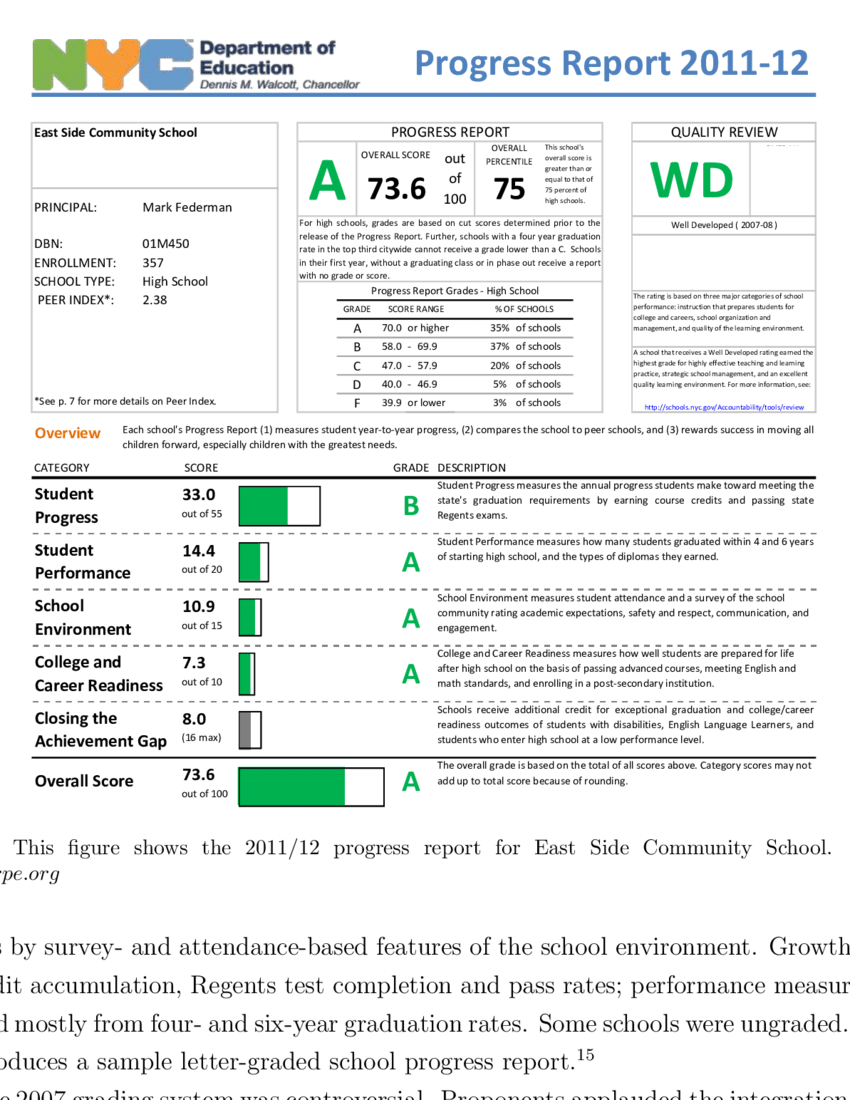 NYC Department of
Education
Dennis M. Walcott, Chancellor
Progress Report 2011-12
East Side Community School
PRINCIPAL: Mark Federman
DBN: 01M450
ENROLLMENT: 357
SCHOOL TYPE: High School
PEER INDEX*: 2.38
*See p. 7 for more details on Peer Index.
PROGRESS REPORT
A
OVERALL SCORE
73.6
out
of
100
OVERALL
PERCENTILE
75
This school's
overall score is
greater than or
equal to that of
75 percent of
high schools.
For high schools, grades are based on cut scores determined prior to the
release of the Progress Report. Further, schools with a four year graduation
rate in the top third citywide cannot receive a grade lower than a C. Schools
in their first year, without a graduating class or in phase out receive a report
with no grade or score.
Progress Report Grades - High School
GRADE SCORE RANGE % OF SCHOOLS
A 70.0 or higher 35% of schools
B 58.0 - 69.9 37% of schools
C 47.0 - 57.9 20% of schools
D 40.0 - 46.9 5% of schools
F 39.9 or lower 3% of schools
QUALITY REVIEW
WD
Well Developed ( 2007-08 )
The rating is based on three major categories of school
performance: instruction that prepares students for
college and careers, school organization and
management, and quality of the learning environment.
A school that receives a Well Developed rating earned the
highest grade for highly effective teaching and learning
practice, strategic school management, and an excellent
quality learning environment. For more information, see:
http://schools.nyc.gov/Accountability/tools/review
Overview
Each school's Progress Report (1) measures student year-to-year progress, (2) compares the school to peer schools, and (3) rewards success in moving all
children forward, especially children with the greatest needs.
CATEGORY SCORE GRADE DESCRIPTION
Student
Progress
33.0
out of 55
B
Student Progress measures the annual progress students make toward meeting the
state's graduation requirements by earning course credits and passing state
Regents exams.
Student
Performance
14.4
out of 20
A
Student Performance measures how many students graduated within 4 and 6 years
of starting high school, and the types of diplomas they earned.
School
Environment
10.9
out of 15
A
School Environment measures student attendance and a survey of the school
community rating academic expectations, safety and respect, communication, and
engagement.
College and
Career Readiness
7.3
out of 10
A
College and Career Readiness measures how well students are prepared for life
after high school on the basis of passing advanced courses, meeting English and
math standards, and enrolling in a post-secondary institution.
Closing the
Achievement Gap
8.0
(16 max)
Schools receive additional credit for exceptional graduation and college/career
readiness outcomes of students with disabilities, English Language Learners, and
students who enter high school at a low performance level.
Overall Score
73.6
out of 100
A
The overall grade is based on the total of all scores above. Category scores may not
add up to total score because of rounding.
This figure shows the 2011/12 progress report for East Side Community School.
rpe.org
s by survey- and attendance-based features of the school environment. Growth
dit accumulation, Regents test completion and pass rates; performance measur
d mostly from four- and six-year graduation rates. Some schools were ungraded.
oduces a sample letter-graded school progress report.15
e 2007 grading system was controversial. Proponents applauded the integration